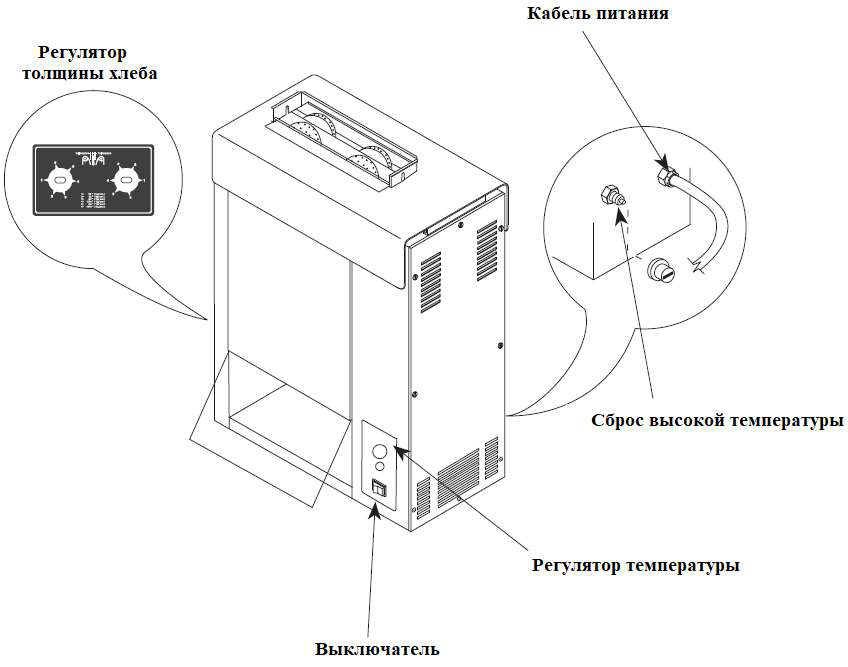 Кабель питания
Регулятор
толщины хлеба
Сброс высокой температуры
Регулятор температуры
Выключатель